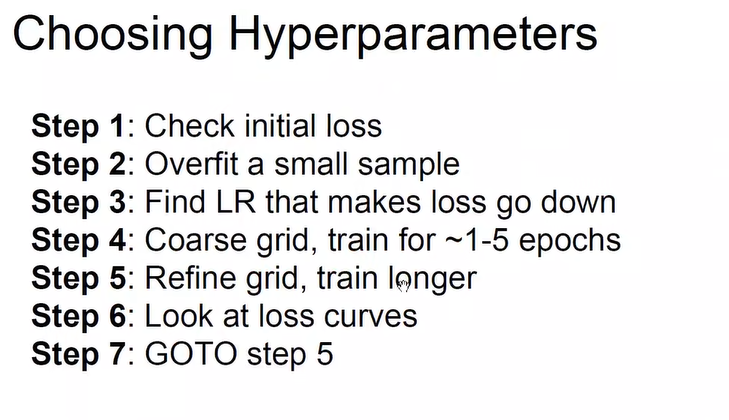 Choosing Hyperparameters
Step 1: Check initial loss
Step 2: Overfit a small sample
Step 3: Find LR that makes loss go down
Step 4: Coarse grid, train for ~1-5 epochs
Step 5: Refine grid, train longer
Step 6: Look at loss curves
Step 7: GOTO step 5